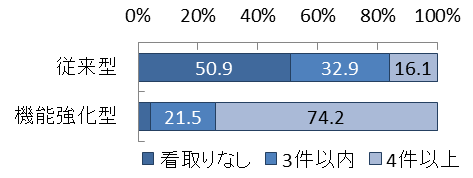 0% 20% 40% 60% 80% 100%
従来型 50.9 32.9 16.1
機能強化型 21.5 74.2
看取りなし 3件以内 4件以上